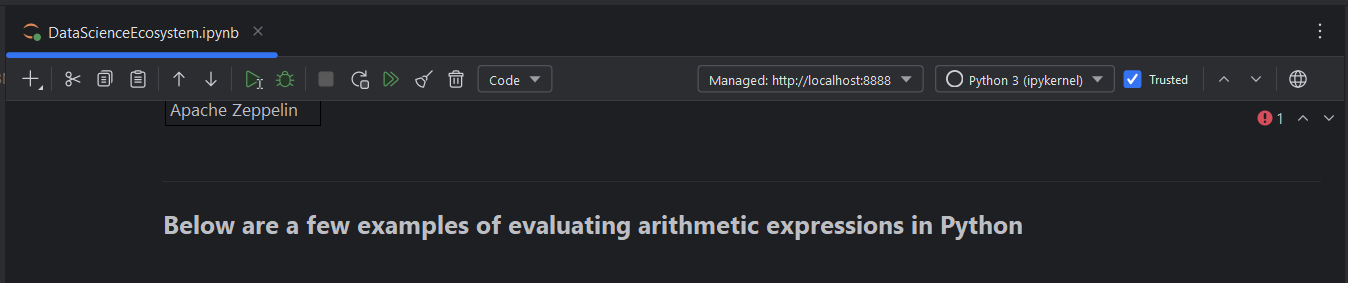 DataScienceEcosystem.ipynb
Code
Managed: http://localhost:8888
Python 3 (ipykernel)
Trusted
Apache Zeppelin
1
Below are a few examples of evaluating arithmetic expressions in Python